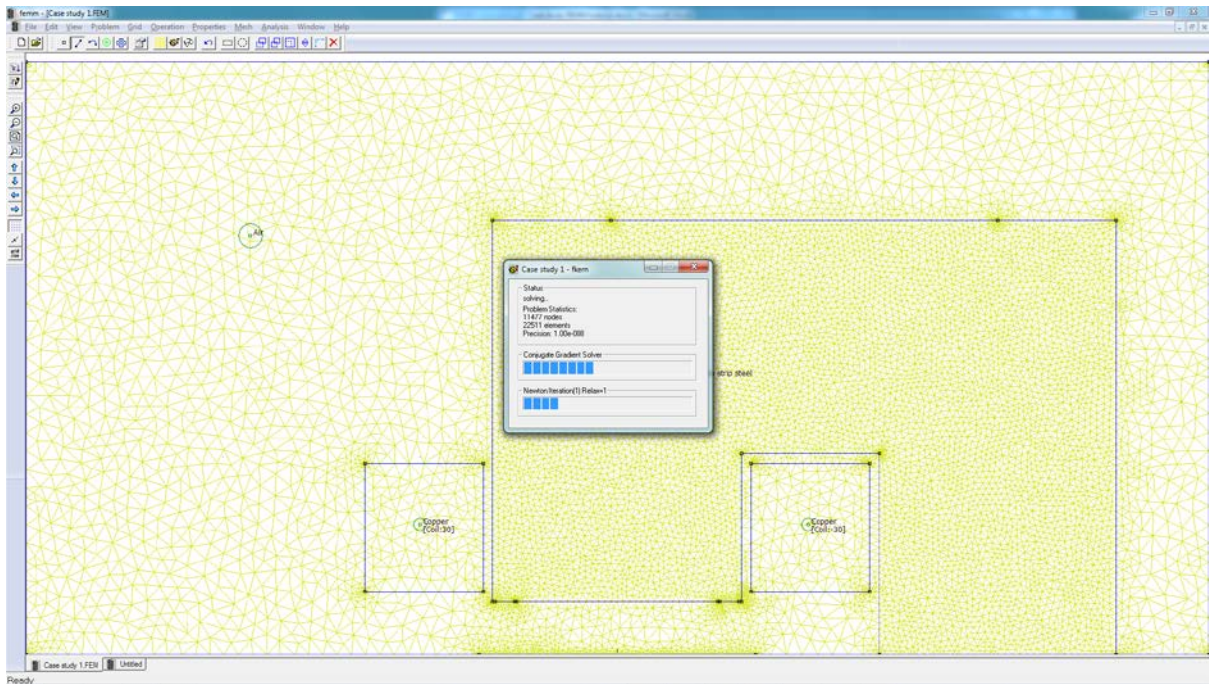 femm - [Case study 1.FEM]
File Edit View Problem Grid Operation Properties Mesh Analysis Window Help
Air
Case study 1 - fkern
Status
solving..
Problem Statistics:
11477 nodes
22511 elements
Precision: 1.00e-008
Conjugate Gradient Solver
strip steel
Newton Iteration(1) Relax=1
Copper
[Coil:30]
Copper
[Coil:-30]
Case study 1.FEM Untitled
Ready